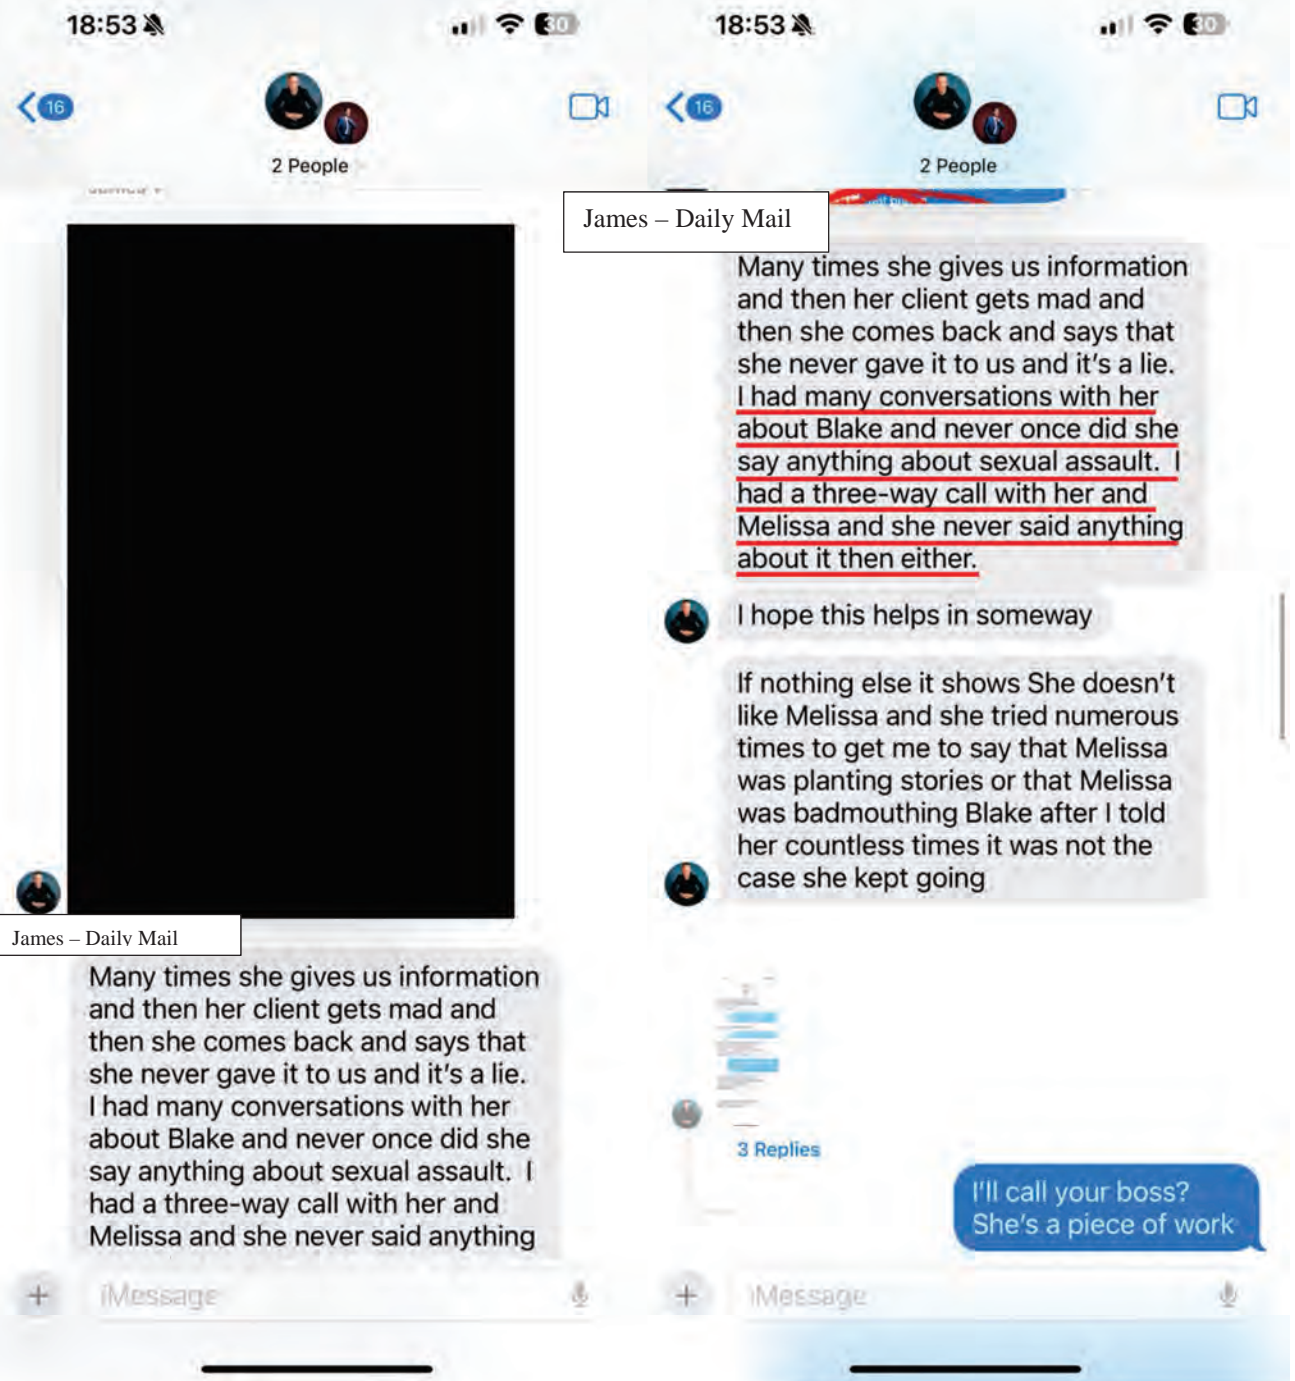 18:53
30
16
2 People
James – Daily Mail
Many times she gives us information
and then her client gets mad and
then she comes back and says that
she never gave it to us and it's a lie.
I had many conversations with her
about Blake and never once did she
say anything about sexual assault.  I
had a three-way call with her and
Melissa and she never said anything
iMessage
18:53
30
16
2 People
James – Daily Mail
Many times she gives us information
and then her client gets mad and
then she comes back and says that
she never gave it to us and it's a lie.
I had many conversations with her
about Blake and never once did she
say anything about sexual assault.  I
had a three-way call with her and
Melissa and she never said anything
about it then either.
I hope this helps in someway
If nothing else it shows She doesn't
like Melissa and she tried numerous
times to get me to say that Melissa
was planting stories or that Melissa
was badmouthing Blake after I told
her countless times it was not the
case she kept going
3 Replies
I'll call your boss?
She's a piece of work
iMessage